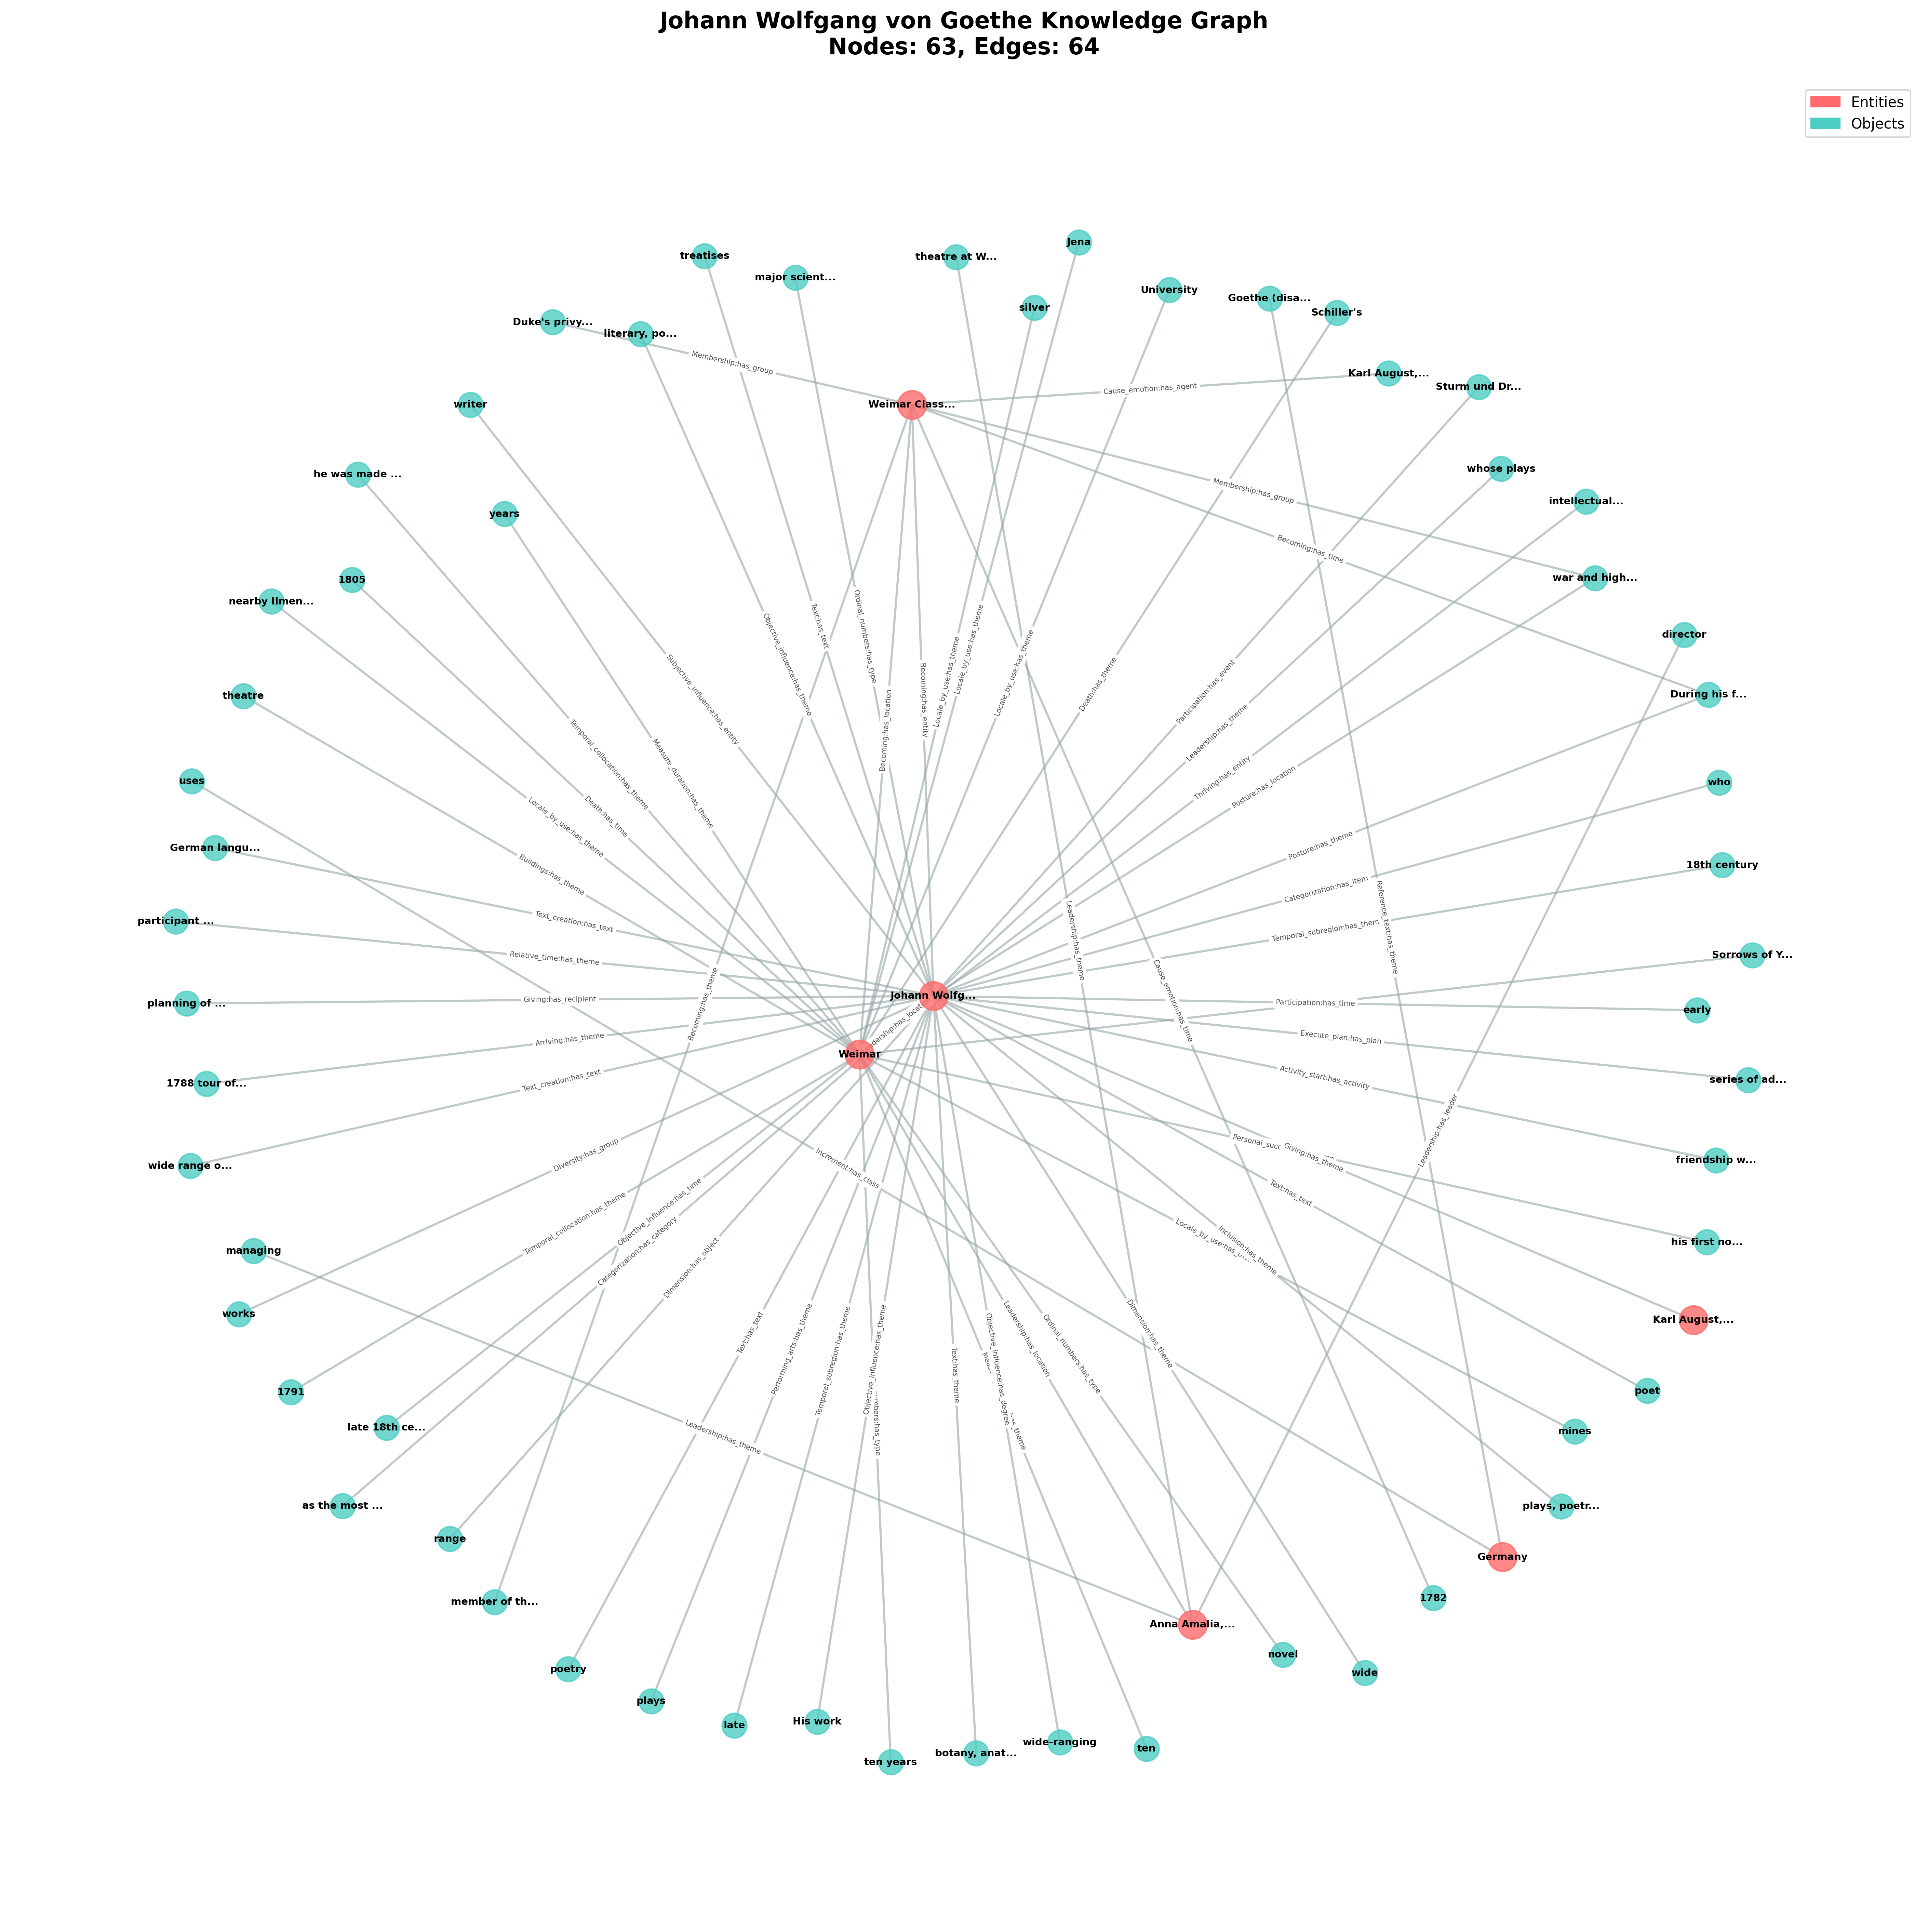 Johann Wolfgang von Goethe Knowledge Graph
Nodes: 63, Edges: 64
Entities
Objects
Jena
treatises
theatre at W...
major scient...
University
Goethe (disa...
silver
Schiller's
Duke's privy...
literary, po...
Membership:has_group
Karl August,...
Cause_emotion:has_agent
Sturm und Dr...
writer
Weimar Class...
he was made ...
whose plays
Membership:has_group
intellectual...
years
Becoming:has_time
1805
war and high...
nearby Ilmen...
Text:has_text
Ordinal_numbers:has_type
director
Objective_influence:has_theme
Locale_by_use:has_theme
Locale_by_use:has_theme
Locale_by_use:has_theme
Death:has_theme
Participation:has_event
theatre
During his f...
Subjective_influence:has_entity
Becoming:has_entity
Becoming:has_location
Leadership:has_theme
Temporal_collocation:has_theme
Measure_duration:has_theme
Thriving:has_entity
Posture:has_location
uses
who
Locale_by_use:has_theme
Death:has_time
German langu...
Posture:has_theme
Buildings:has_theme
18th century
Categorization:has_item
participant ...
Text_creation:has_text
Temporal_subregion:has_them
Reference_text:has_theme
Leadership:has_theme
Relative_time:has_theme
Sorrows of Y...
Johann Wolfg...
planning of ...
Giving:has_recipient
Becoming:has_theme
Cause_emotion:has_time
Participation:has_time
early
Arriving:has_theme
Execute_plan:has_plan
Weimar
1788 tour of...
Text_creation:has_text
Activity_start:has_activity
series of ad...
Leadership:has_leader
wide range o...
Diversity:has_group
Increment:has_class
Personal_succ
Giving:has_theme
friendship w...
Text:has_text
Temporal_collocation:has_theme
Objective_influence:has_time
Categorization:has_category
Locale_by_use:has_
Inclusion:has_theme
his first no...
managing
Dimension:has_object
works
Karl August,...
Text:has_text
Performing_arts:has_theme
Temporal_subregion:has_theme
Objective_influence:has_theme
mbers:has_type
Text:has_theme
Objective_influence:has_degree
Leadership:has_location
Ordinal_numbers:has_type
Dimension:has_theme
1791
poet
late 18th ce...
mines
Leadership:has_theme
as the most ...
plays, poetr...
range
Germany
member of th...
1782
Anna Amalia,...
novel
poetry
wide
plays
late
His work
wide-ranging
ten
botany, anat...
ten years